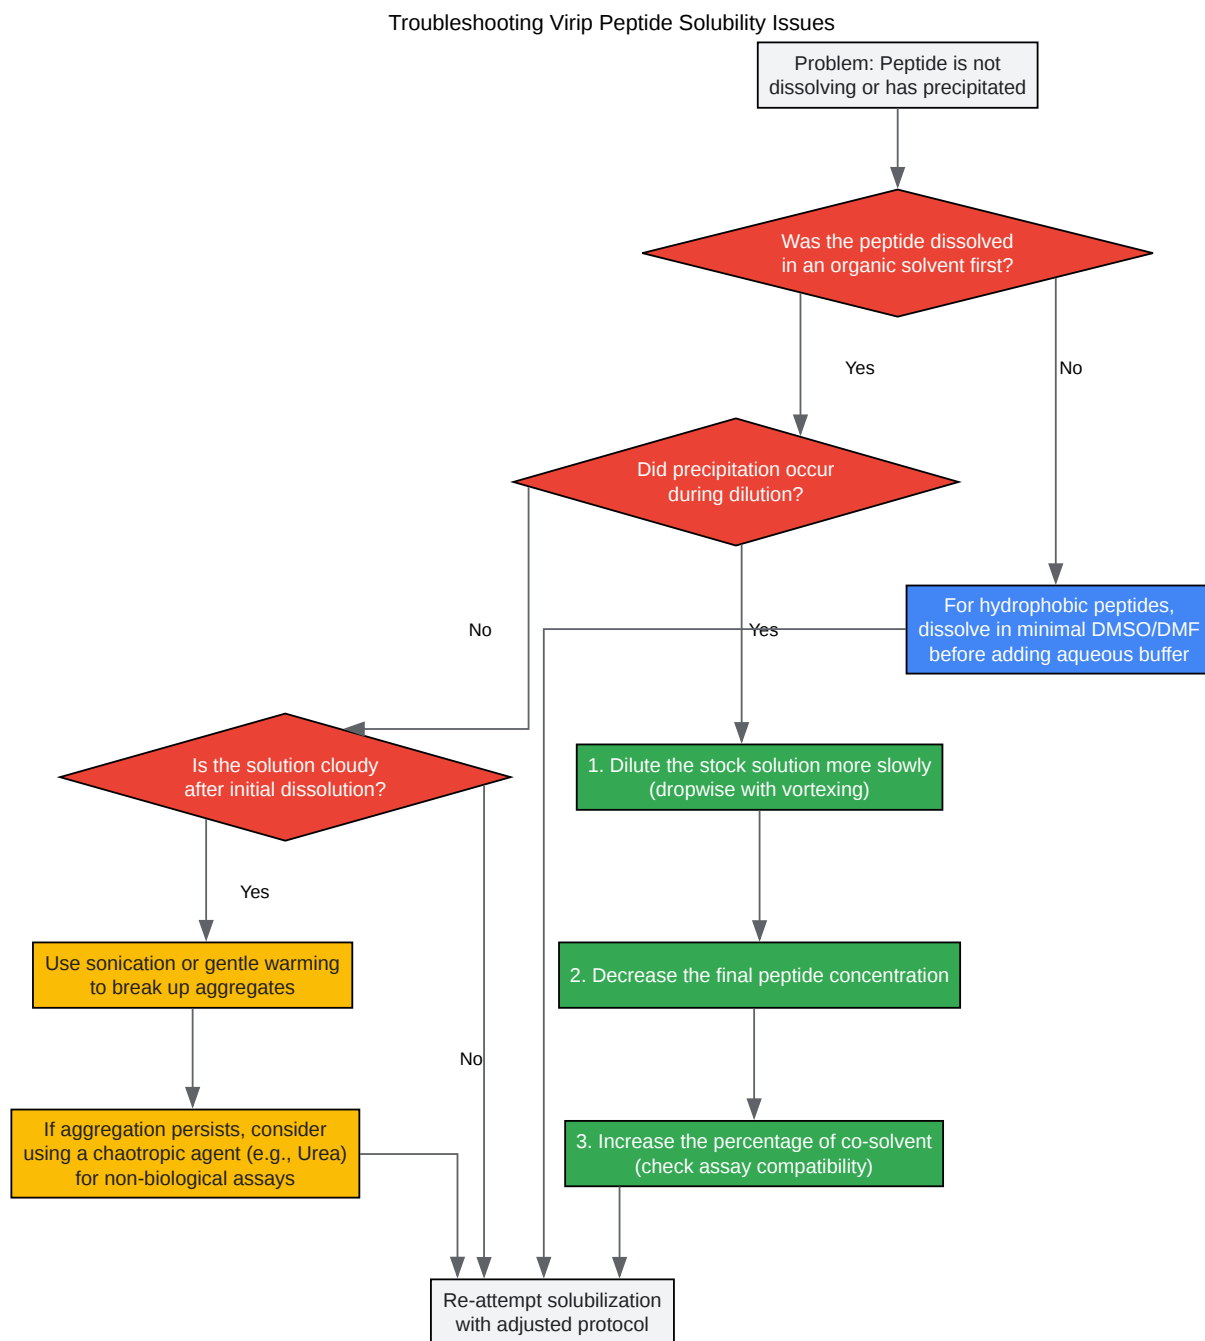 Troubleshooting Virip Peptide Solubility Issues
Problem: Peptide is not
dissolving or has precipitated
Was the peptide dissolved
in an organic solvent first?
Yes
No
Did precipitation occur
during dilution?
No
Yes
For hydrophobic peptides,
dissolve in minimal DMSO/DMF
before adding aqueous buffer
Is the solution cloudy
after initial dissolution?
1. Dilute the stock solution more slowly
(dropwise with vortexing)
Yes
Use sonication or gentle warming
to break up aggregates
2. Decrease the final peptide concentration
No
If aggregation persists, consider
using a chaotropic agent (e.g., Urea)
for non-biological assays
3. Increase the percentage of co-solvent
(check assay compatibility)
Re-attempt solubilization
with adjusted protocol